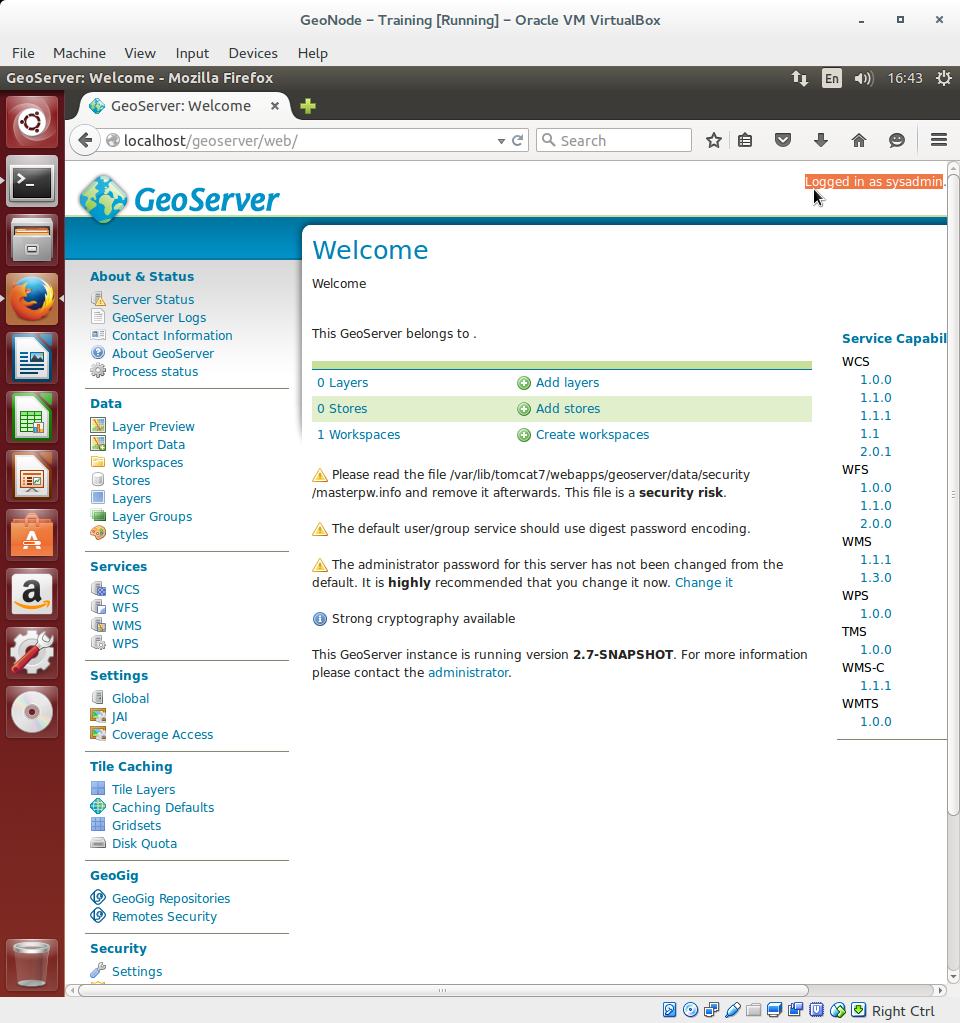 GeoNode – Training [Running] – Oracle VM VirtualBox
File Machine View Input Devices Help
GeoServer: Welcome - Mozilla Firefox
En
16:43
GeoServer: Welcome
localhost/geoserver/web/
Search
GeoServer
Logged in as sysadmin.
About & Status
Server Status
GeoServer Logs
Contact Information
About GeoServer
Process status
Data
Layer Preview
Import Data
Workspaces
Stores
Layers
Layer Groups
Styles
Services
WCS
WFS
WMS
WPS
Settings
Global
JAI
Coverage Access
Tile Caching
Tile Layers
Caching Defaults
Gridsets
Disk Quota
GeoGig
GeoGig Repositories
Remotes Security
Security
Settings
Welcome
Welcome
This GeoServer belongs to .
0 Layers Add layers
0 Stores Add stores
1 Workspaces Create workspaces
Please read the file /var/lib/tomcat7/webapps/geoserver/data/security
/masterpw.info and remove it afterwards. This file is a security risk.
The default user/group service should use digest password encoding.
The administrator password for this server has not been changed from the
default. It is highly recommended that you change it now. Change it
Strong cryptography available
This GeoServer instance is running version 2.7-SNAPSHOT. For more information
please contact the administrator.
Service Capabil
WCS
1.0.0
1.1.0
1.1.1
1.1
2.0.1
WFS
1.0.0
1.1.0
2.0.0
WMS
1.1.1
1.3.0
WPS
1.0.0
TMS
1.0.0
WMS-C
1.1.1
WMTS
1.0.0
Right Ctrl